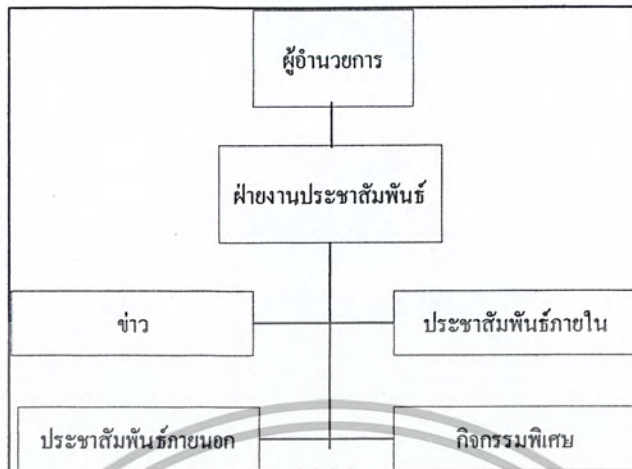 ผู้อำนวยการ
ฝ่ายงานประชาสัมพันธ์
ข่าว
ประชาสัมพันธ์ภายใน
ประชาสัมพันธ์ภายนอก
กิจกรรมพิเศษ